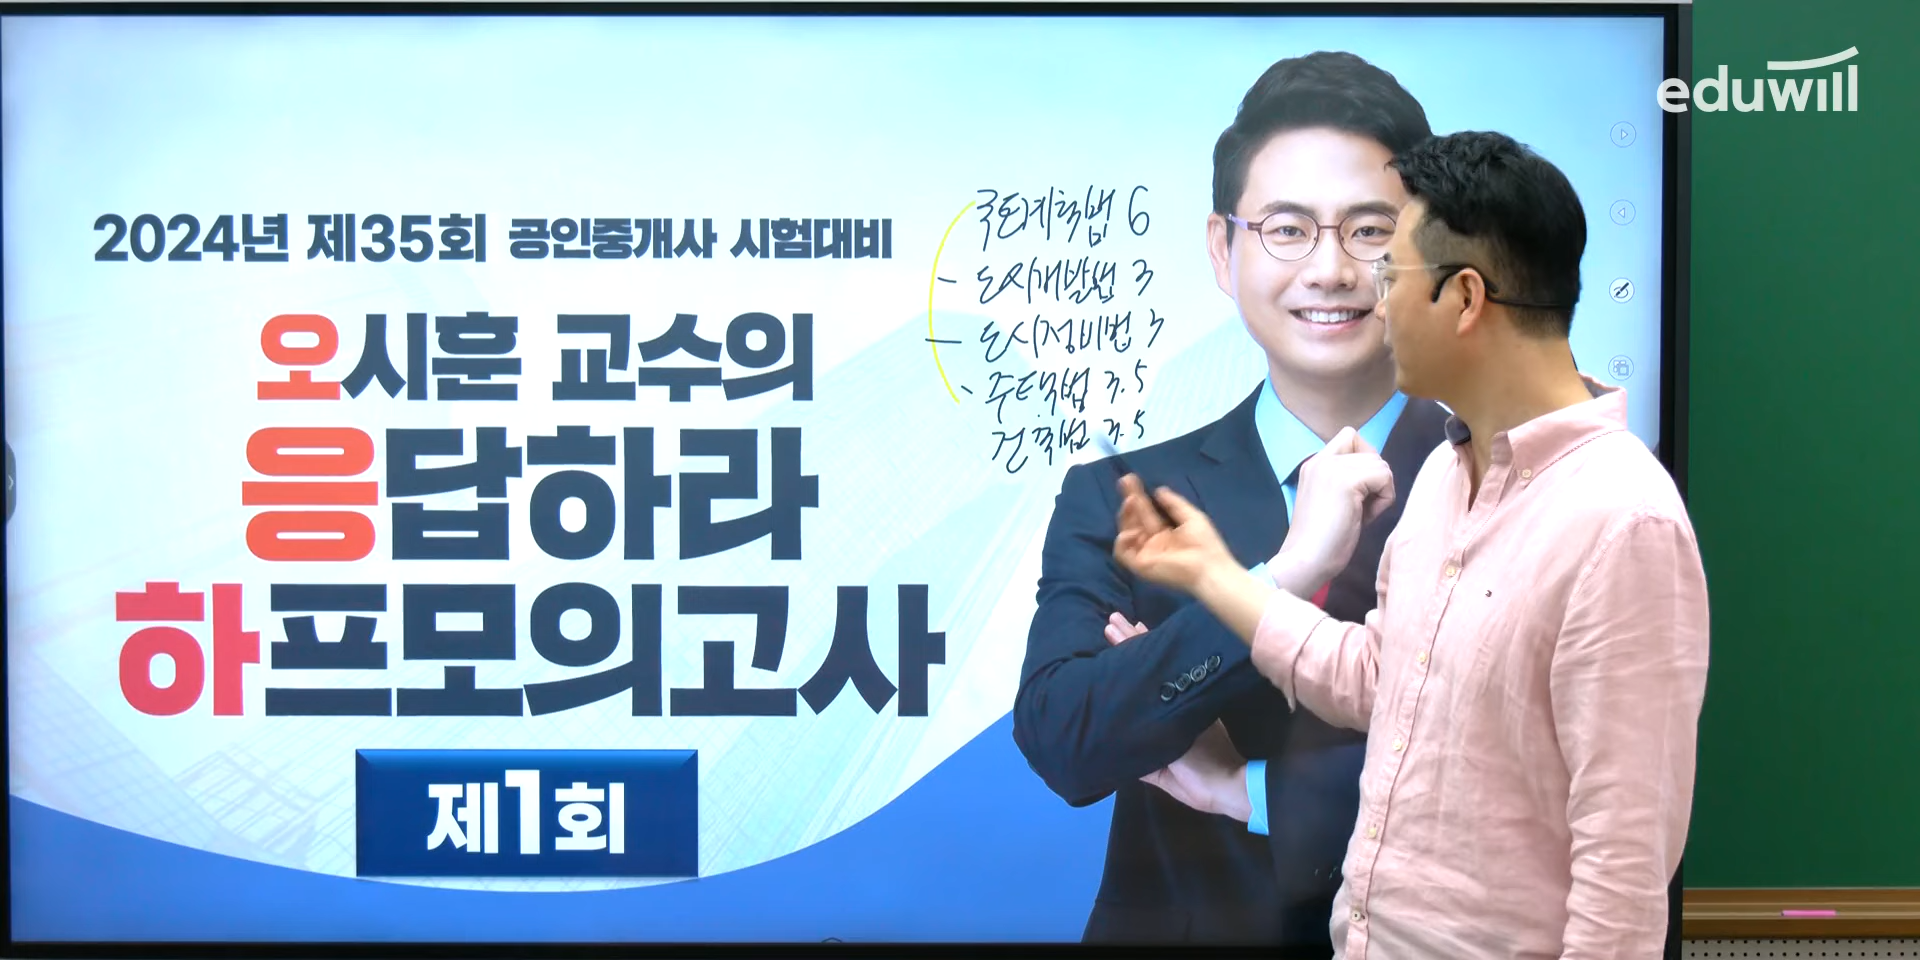 eduwill
2024년 제35회 공인중개사 시험대비
오시훈 교수의
응답하라
하프모의고사
제1회
국토계획법 6
도시개발법 3
도시정비법 3
주택법 3.5
건축법 3.5